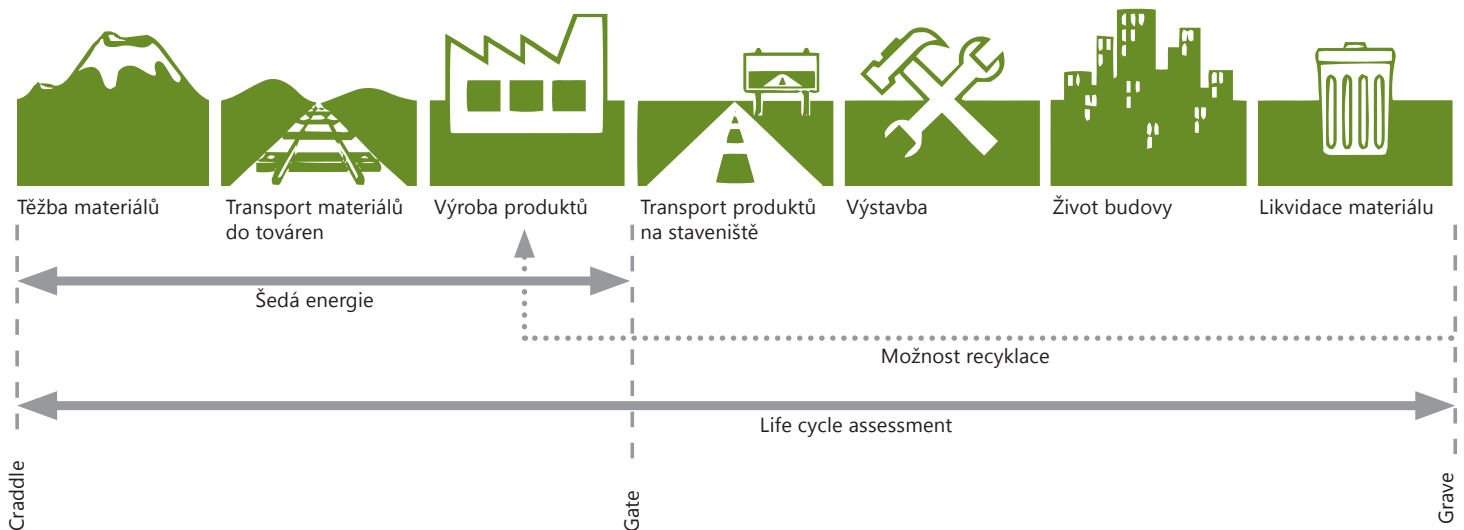 Těžba materiálů
Transport materiálů
do továren
Výroba produktů
Transport produktů
na staveniště
Výstavba
Život budovy
Likvidace materiálu
Šedá energie
Možnost recyklace
Life cycle assessment
Craddle
Gate
Grave